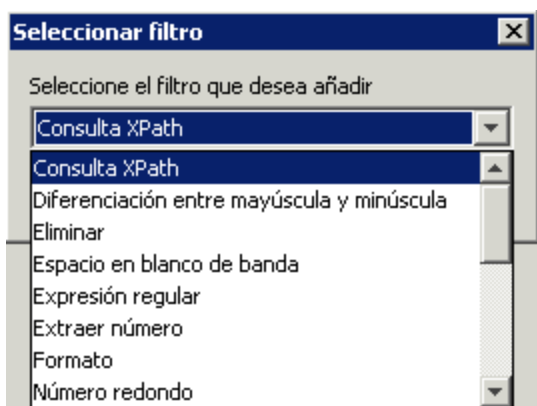 Seleccionar filtro
Seleccione el filtro que desea añadir
Consulta XPath
Consulta XPath
Diferenciación entre mayúscula y minúscula
Eliminar
Espacio en blanco de banda
Expresión regular
Extraer número
Formato
Número redondo